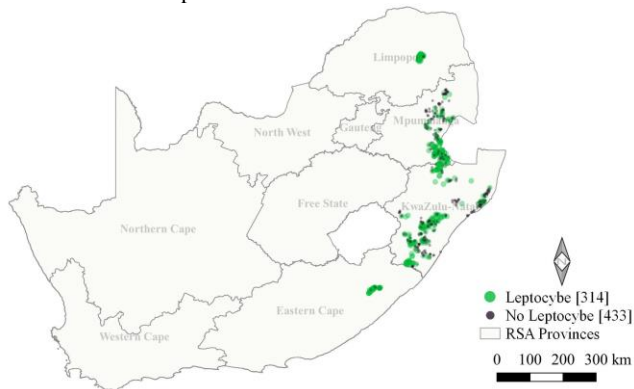 Limpopo
North West
Gauteng
Mpumalanga
Free State
KwaZulu-Natal
Northern Cape
N
Eastern Cape
Western Cape
Leptocybe [314]
No Leptocybe [433]
RSA Provinces
0 100 200 300 km